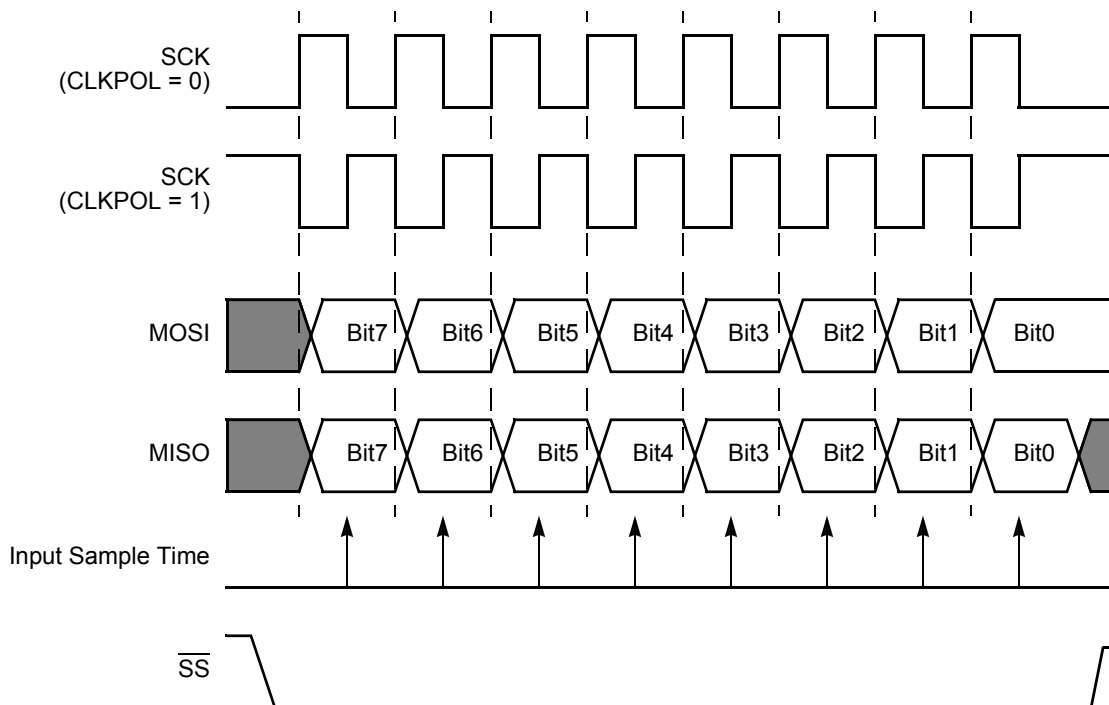 SCK
(CLKPOL = 0)
SCK
(CLKPOL = 1)
MOSI
Bit7 Bit6 Bit5 Bit4 Bit3 Bit2 Bit1 Bit0
MISO
Bit7 Bit6 Bit5 Bit4 Bit3 Bit2 Bit1 Bit0
Input Sample Time
SS